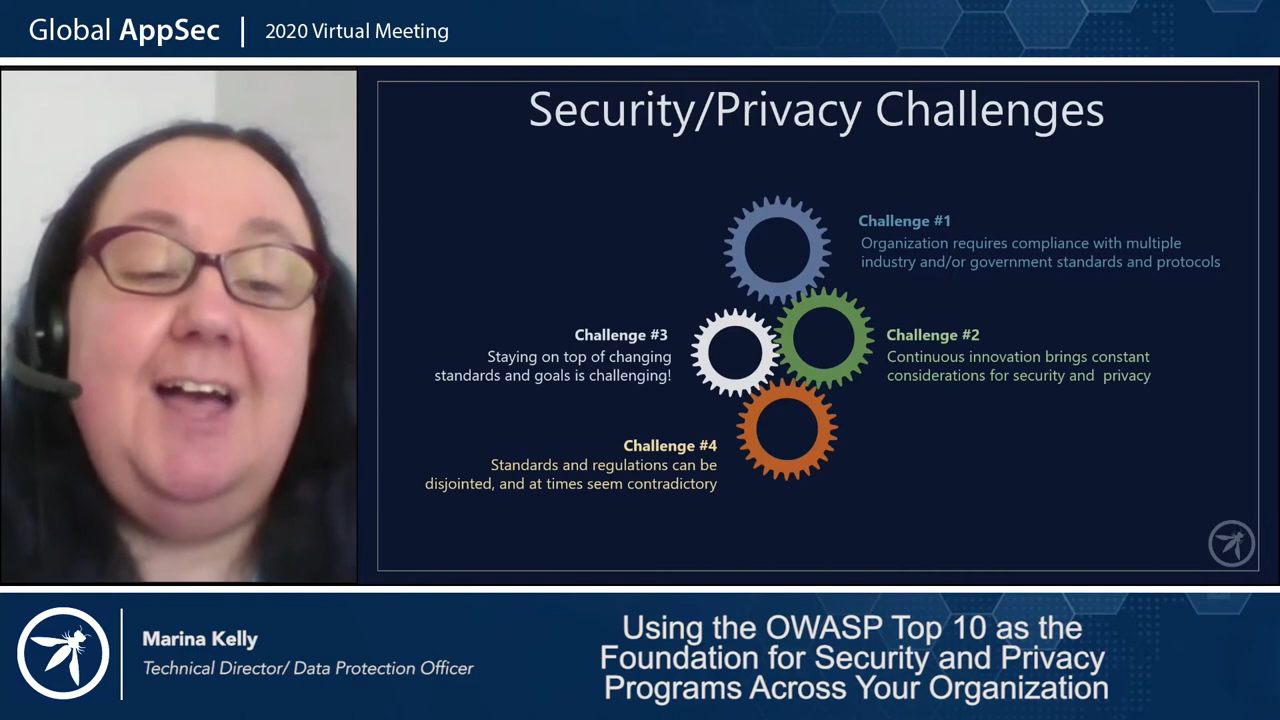 Global AppSec | 2020 Virtual Meeting
Security/Privacy Challenges
Challenge #1
Organization requires compliance with multiple
industry and/or government standards and protocols
Challenge #2
Continuous innovation brings constant
considerations for security and privacy
Challenge #3
Staying on top of changing
standards and goals is challenging!
Challenge #4
Standards and regulations can be
disjointed, and at times seem contradictory
Marina Kelly
Technical Director/ Data Protection Officer
Using the OWASP Top 10 as the
Foundation for Security and Privacy
Programs Across Your Organization